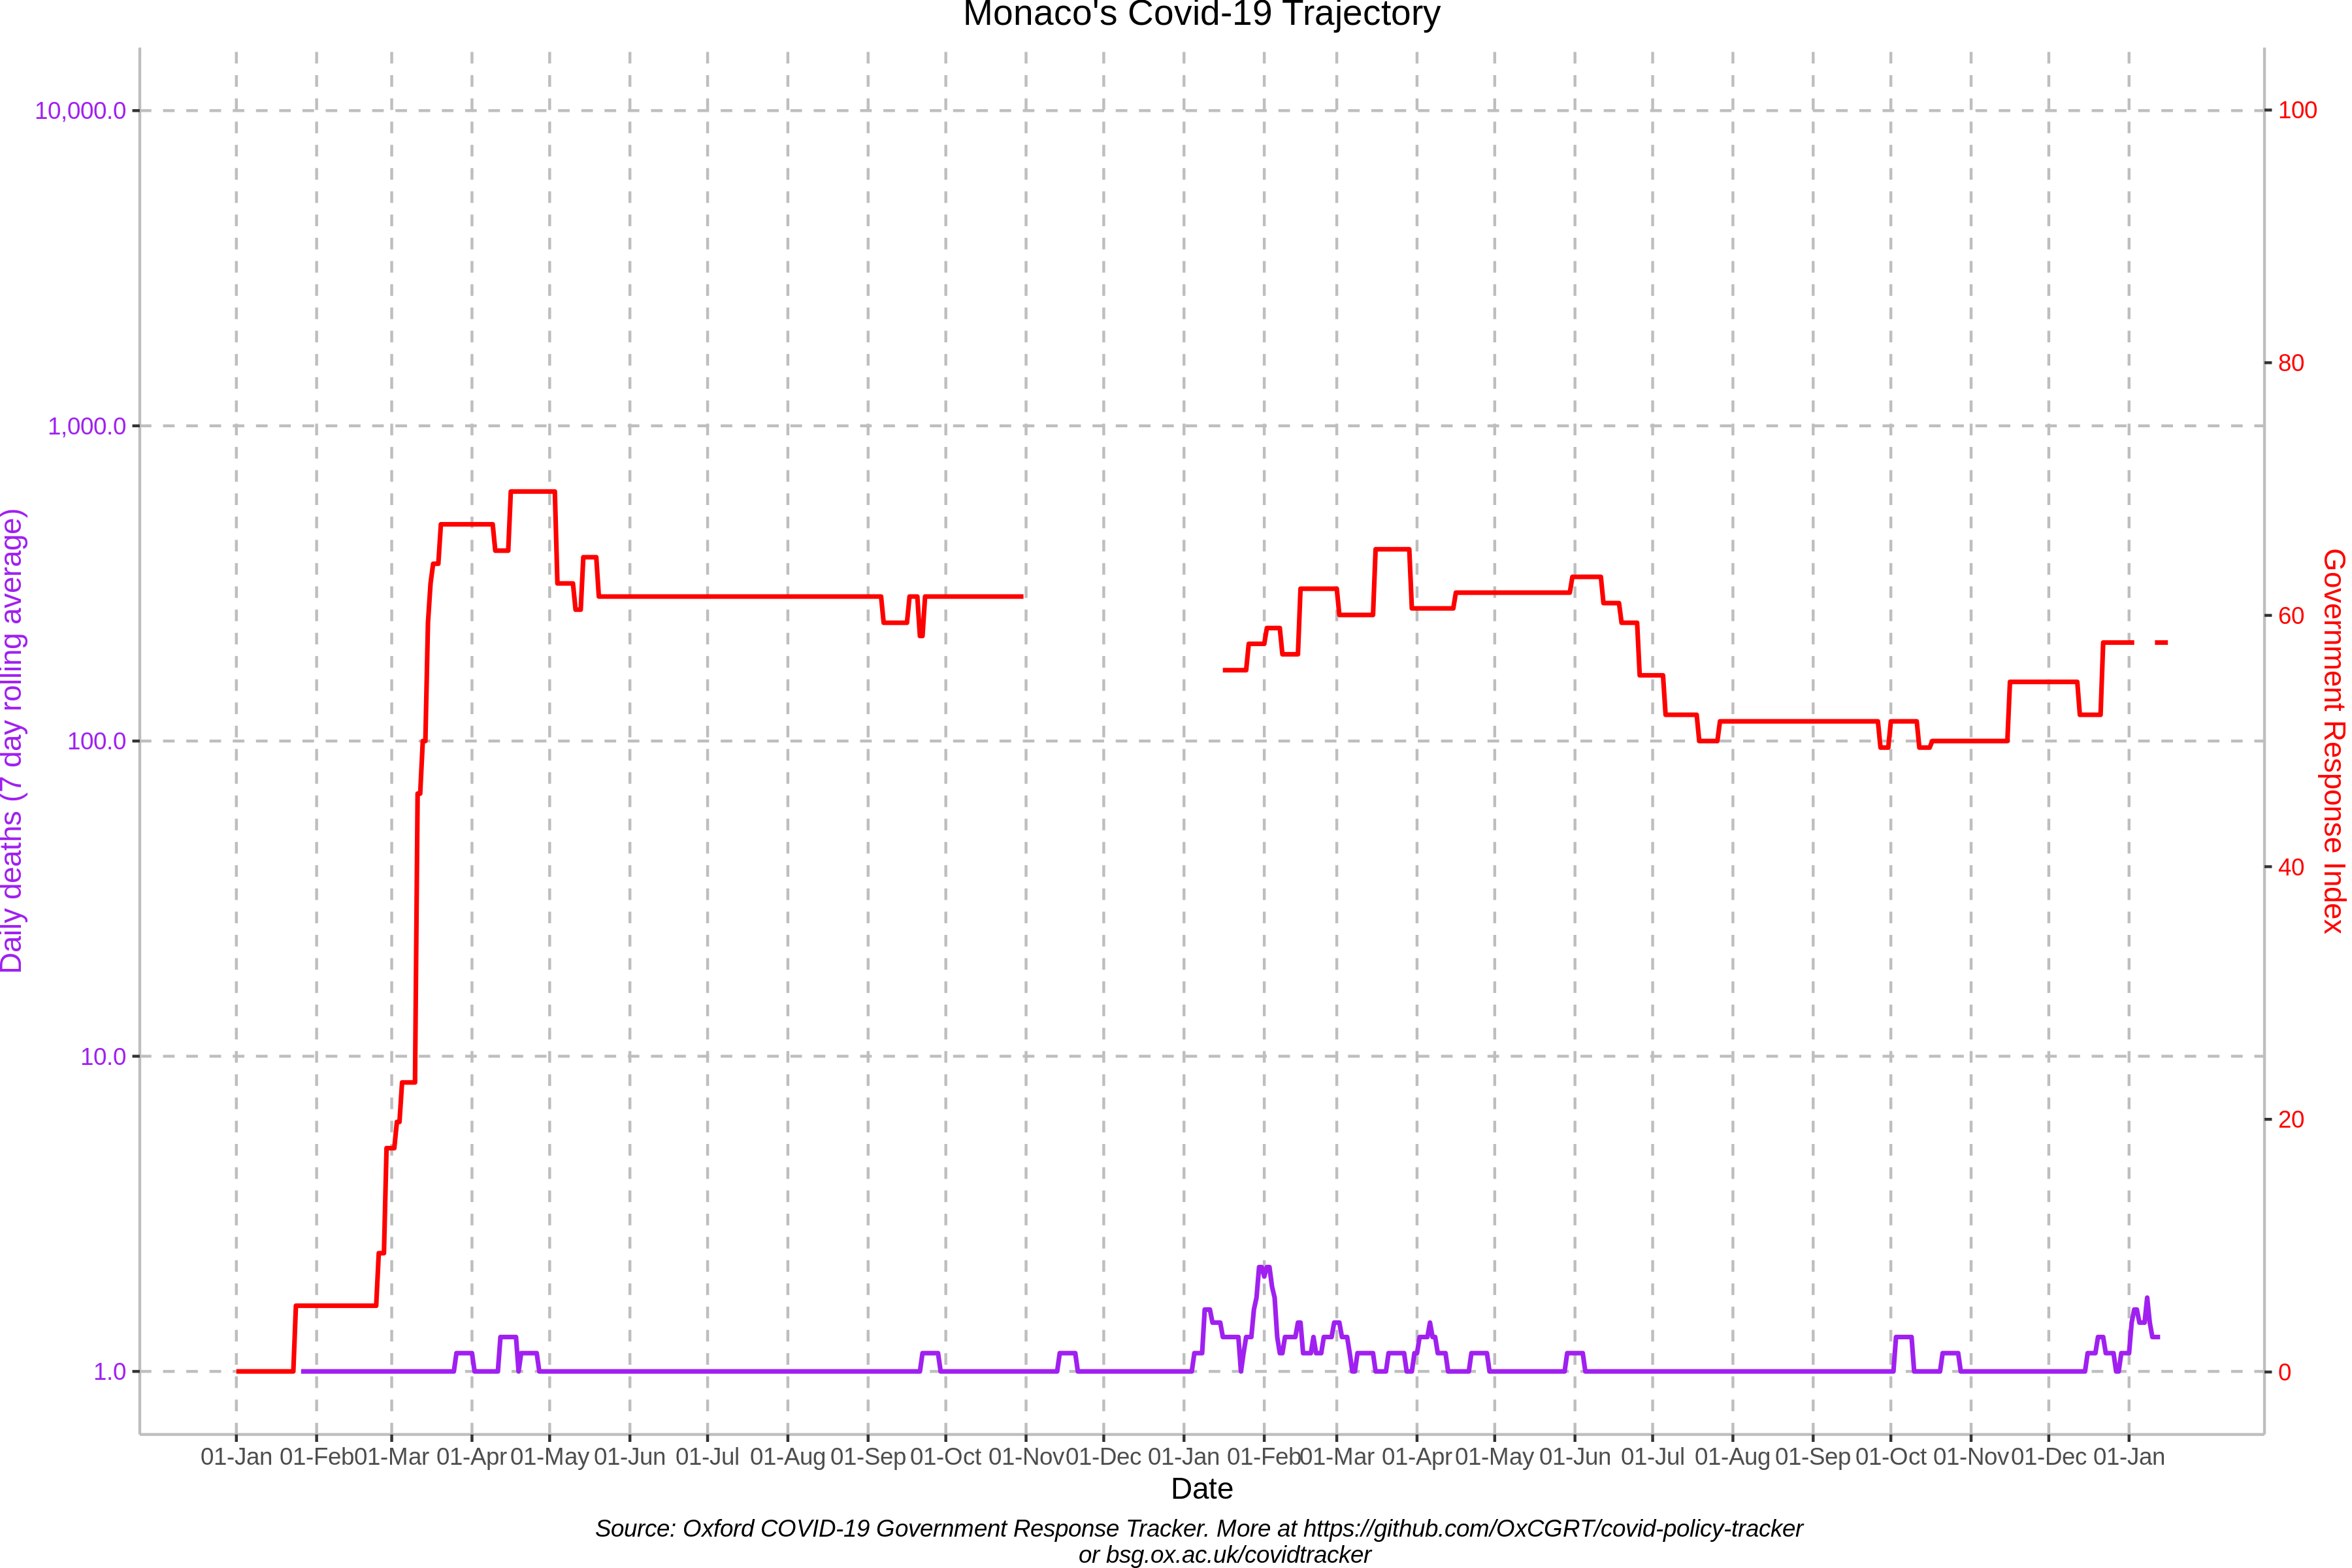 Monaco's Covid-19 Trajectory
Daily deaths (7 day rolling average)
10,000.0
1,000.0
100.0
10.0
1.0
100
80
60
40
20
0
Government Response Index
01-Jan 01-Feb 01-Mar 01-Apr 01-May 01-Jun 01-Jul 01-Aug 01-Sep 01-Oct 01-Nov 01-Dec 01-Jan 01-Feb 01-Mar 01-Apr 01-May 01-Jun 01-Jul 01-Aug 01-Sep 01-Oct 01-Nov 01-Dec 01-Jan
Date
Source: Oxford COVID-19 Government Response Tracker. More at https://github.com/OxCGRT/covid-policy-tracker
or bsg.ox.ac.uk/covidtracker